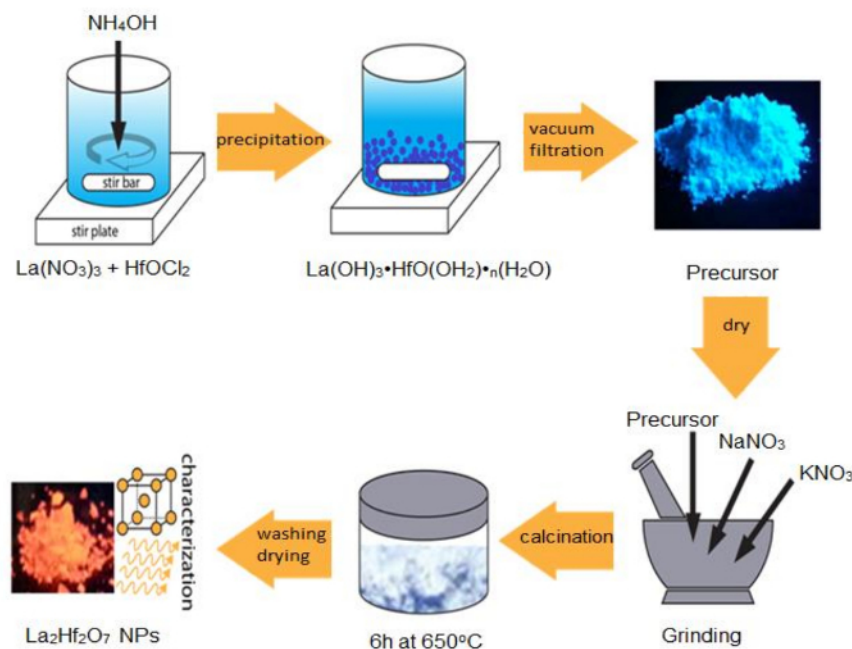 NH₄OH
stir bar
stir plate
La(NO₃)₃ + HfOCl₂
precipitation
La(OH)₃•HfO(OH₂)•ₙ(H₂O)
vacuum
filtration
Precursor
dry
Precursor
NaNO₃
KNO₃
Grinding
calcination
6h at 650°C
washing
drying
characterization
La₂Hf₂O₇ NPs